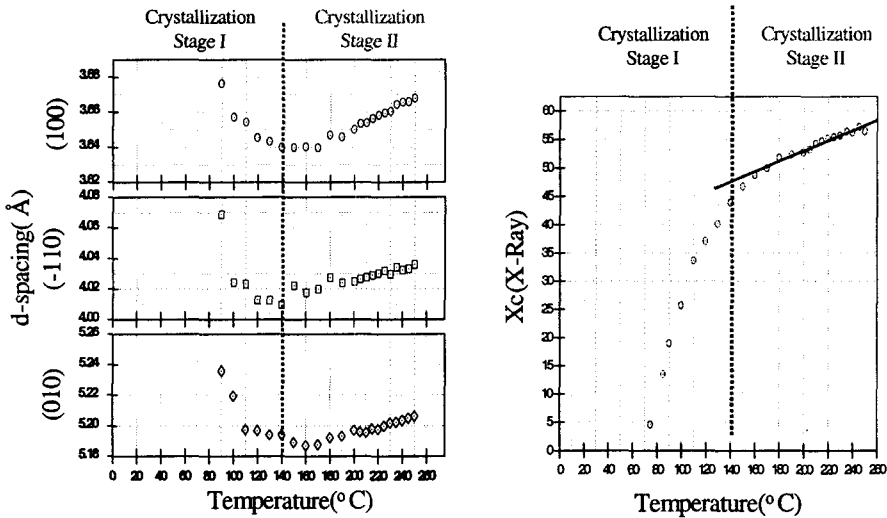 Crystallization
Stage I
Crystallization
Stage II
d-spacing(Å)
(100)
3.68
3.66
3.64
3.62
(-110)
4.08
4.06
4.04
4.02
4.00
(010)
5.26
5.24
5.22
5.20
5.18
0 20 40 60 80 100 120 140 160 180 200 220 240 260
Temperature(° C)
Crystallization
Stage I
Crystallization
Stage II
Xc(X-Ray)
60
55
50
45
40
35
30
25
20
15
10
5
0
0 20 40 60 80 100 120 140 160 180 200 220 240 260
Temperature(° C)